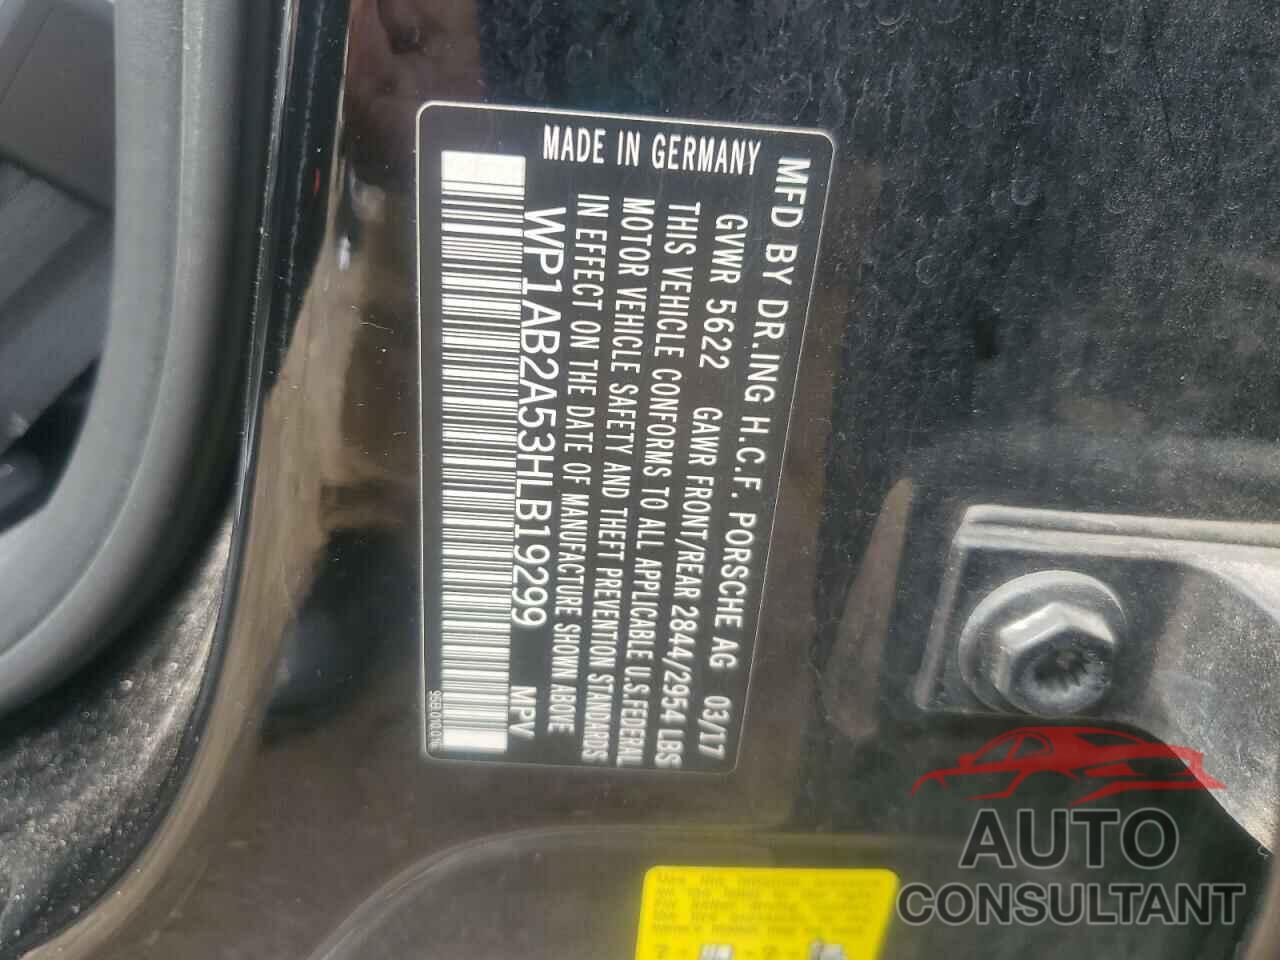 MFD BY DR.ING H.C.F. PORSCHE AG 03/17
GVWR 5622 GAWR FRONT/REAR 2844/2954 LBS
THIS VEHICLE CONFORMS TO ALL APPLICABLE U.S.FEDERAL
MOTOR VEHICLE SAFETY AND THEFT PREVENTION STANDARDS
IN EFFECT ON THE DATE OF MANUFACTURE SHOWN ABOVE
WP1AB2A53HLB19299 MPV
MADE IN GERMANY
AUTO
CONSULTANT